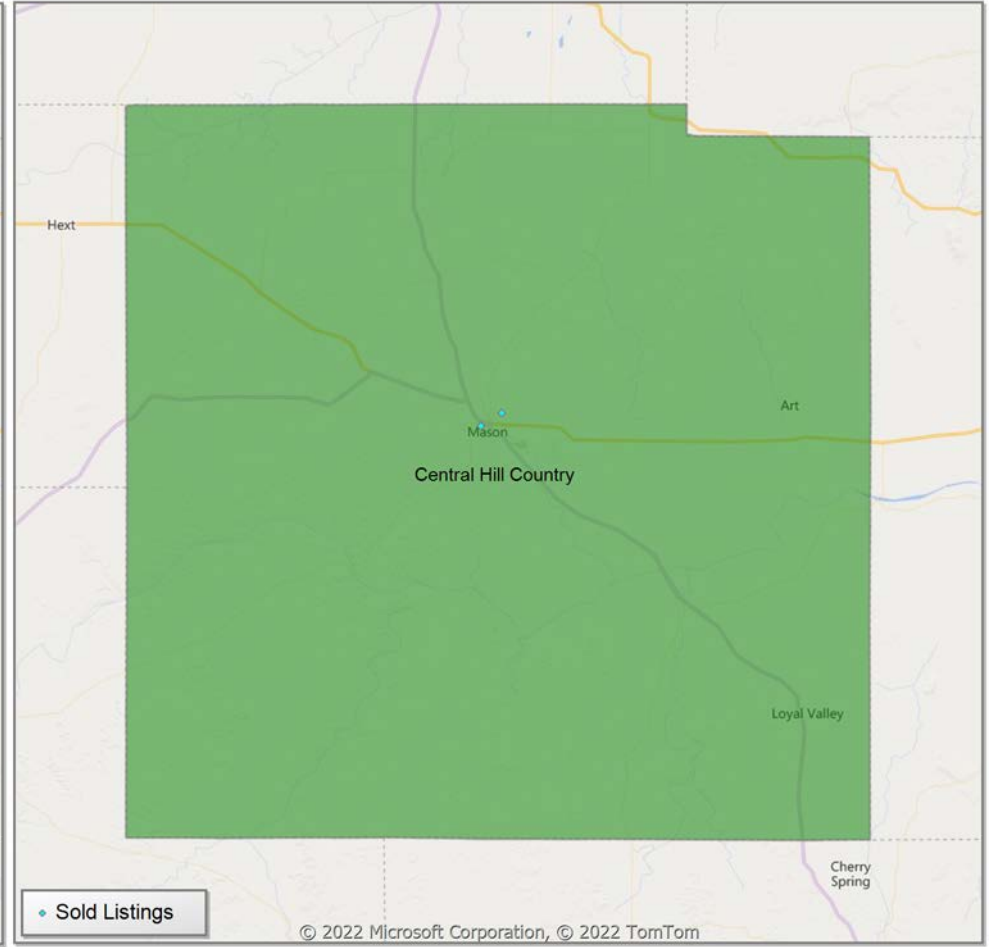 Hext
Art
Mason
Central Hill Country
Loyal Valley
Cherry
Spring
Sold Listings
© 2022 Microsoft Corporation, © 2022 TomTom